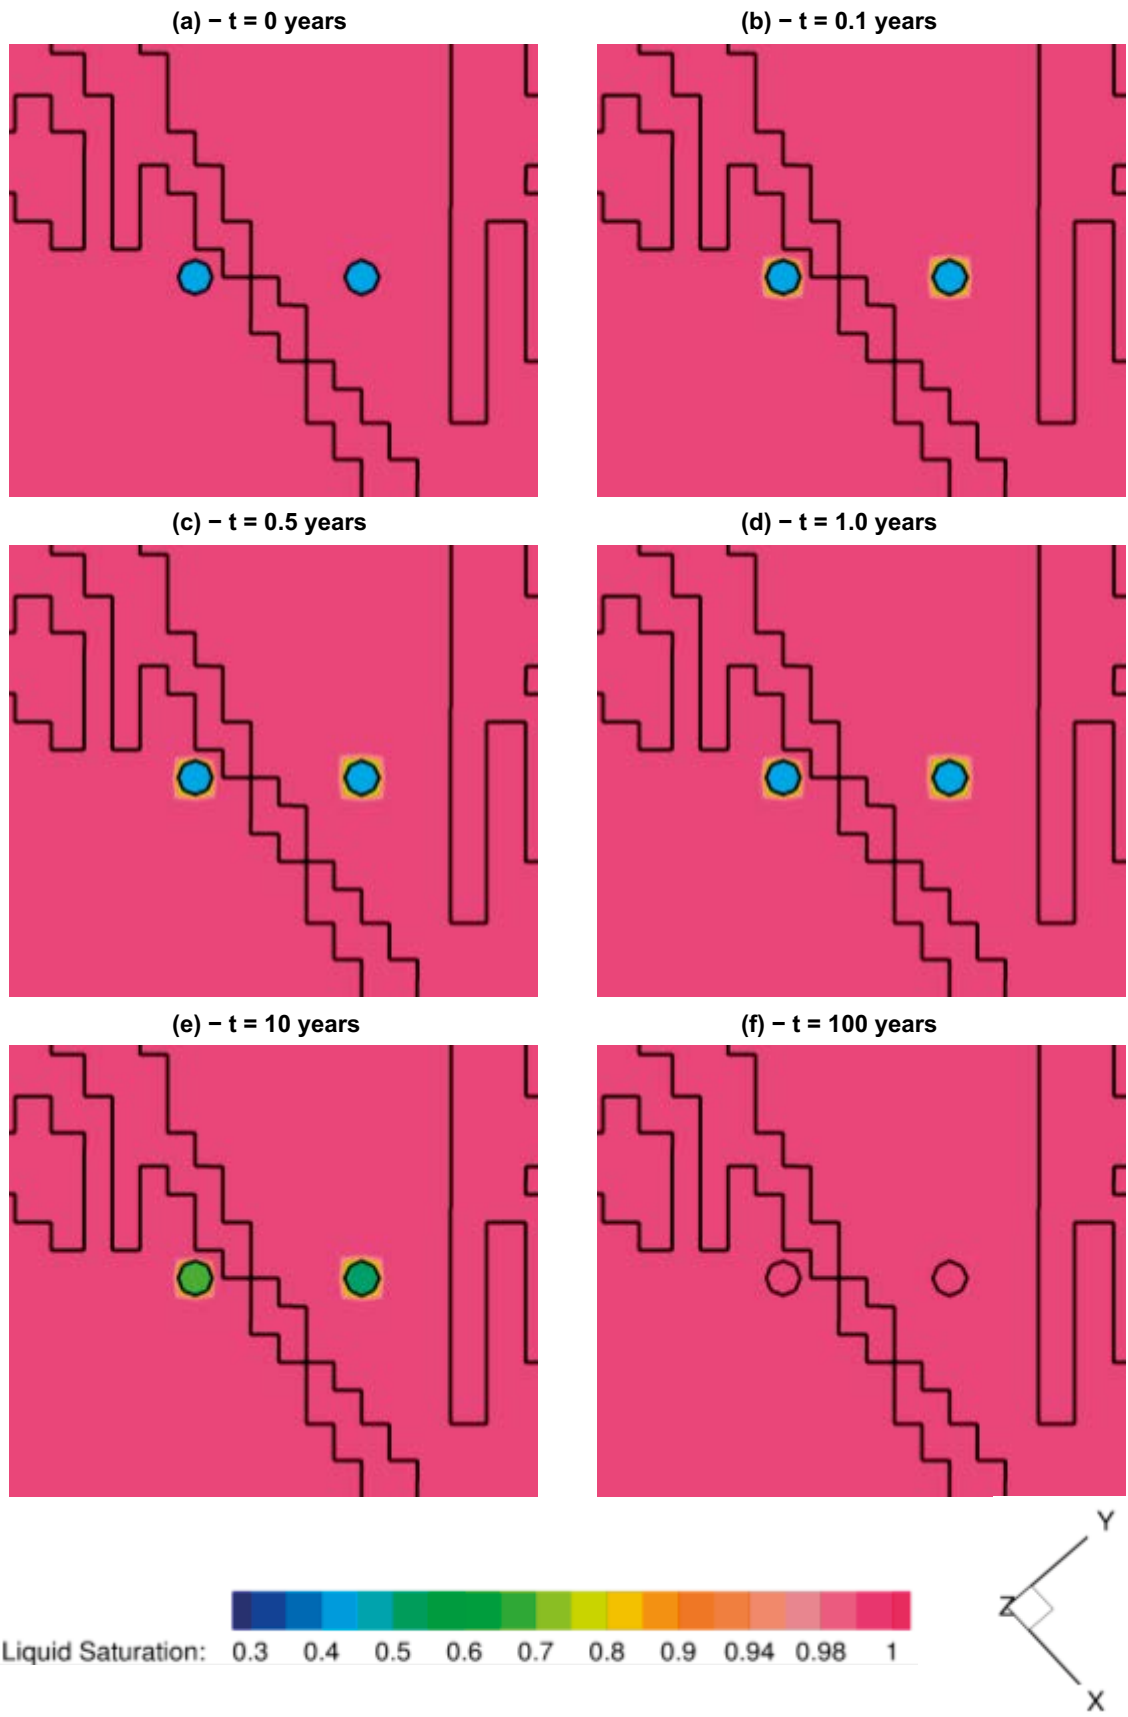 (a) − t = 0 years
(b) − t = 0.1 years
(c) − t = 0.5 years
(d) − t = 1.0 years
(e) − t = 10 years
(f) − t = 100 years
Liquid Saturation: 0.3 0.4 0.5 0.6 0.7 0.8 0.9 0.94 0.98 1
Y
Z
X